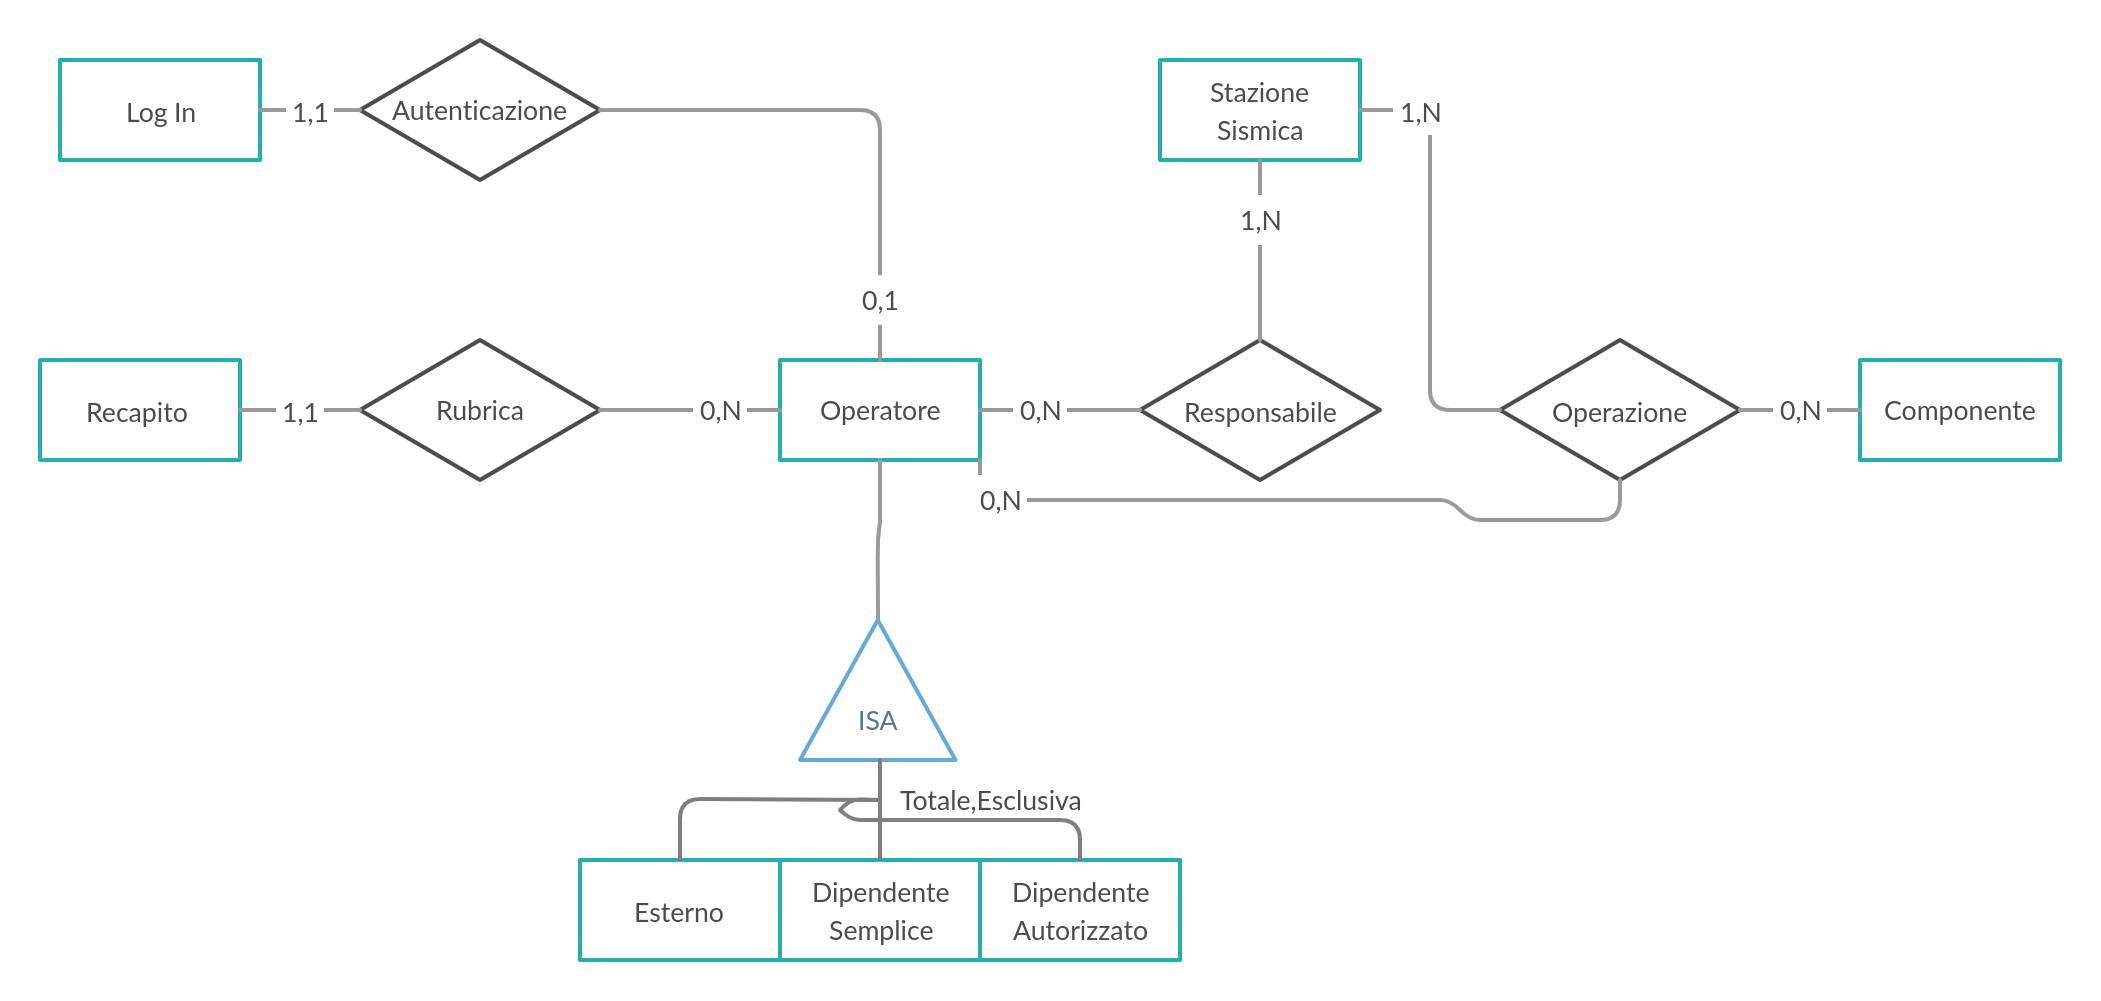 Log In
1,1
Autenticazione
Stazione
Sismica
1,N
1,N
0,1
Recapito
1,1
Rubrica
0,N
Operatore
0,N
Responsabile
Operazione
0,N
Componente
0,N
ISA
Totale,Esclusiva
Esterno
Dipendente
Semplice
Dipendente
Autorizzato